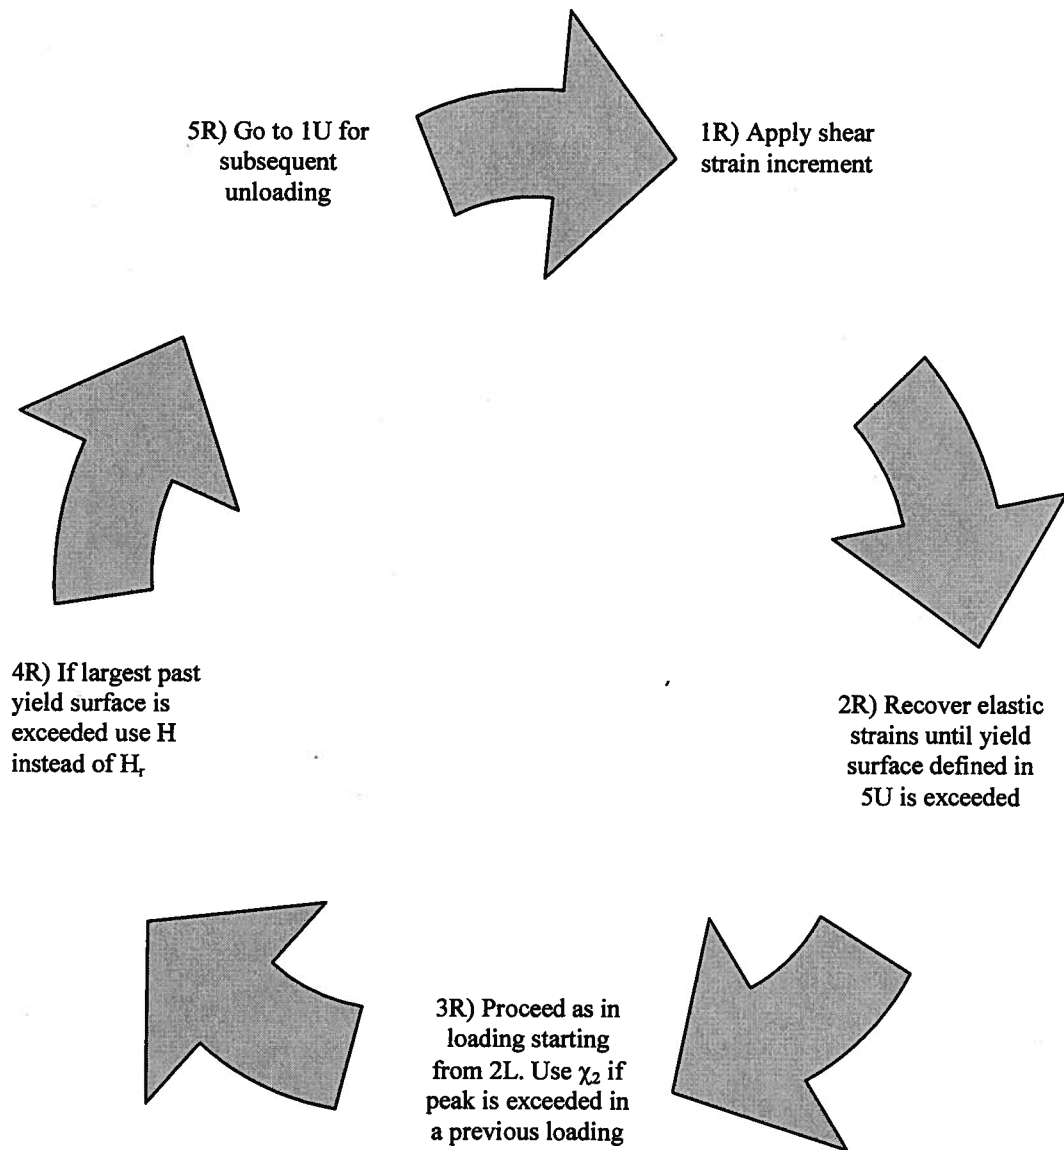 5R) Go to 1U for
subsequent
unloading
1R) Apply shear
strain increment
2R) Recover elastic
strains until yield
surface defined in
5U is exceeded
3R) Proceed as in
loading starting
from 2L. Use χ₂ if
peak is exceeded in
a previous loading
4R) If largest past
yield surface is
exceeded use H
instead of Hᵣ